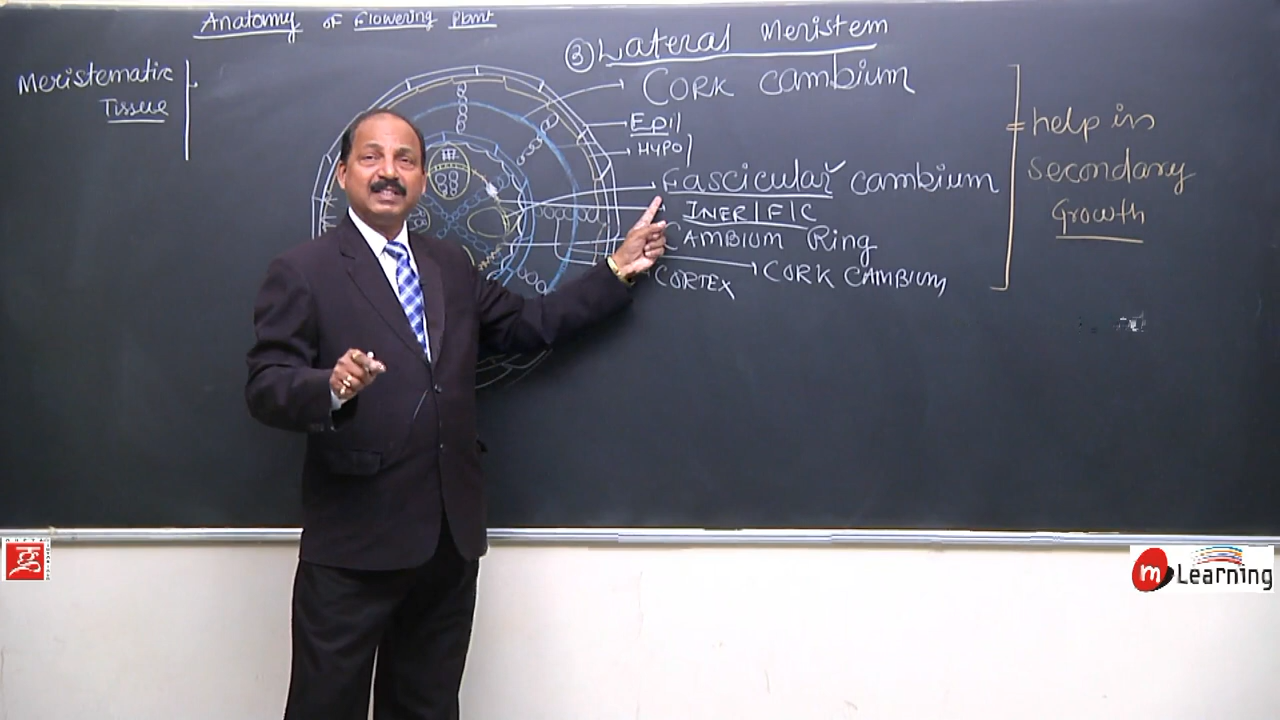 Anatomy of Flowering Plant
Meristematic
Tissue
③ Lateral Meristem
CORK cambium
Epi|
HYPO
Fascicular cambium
INER|F|C
CAMBIUM RING
CORK CAMBIUM
CORTEX
help in
secondary
Growth
m Learning